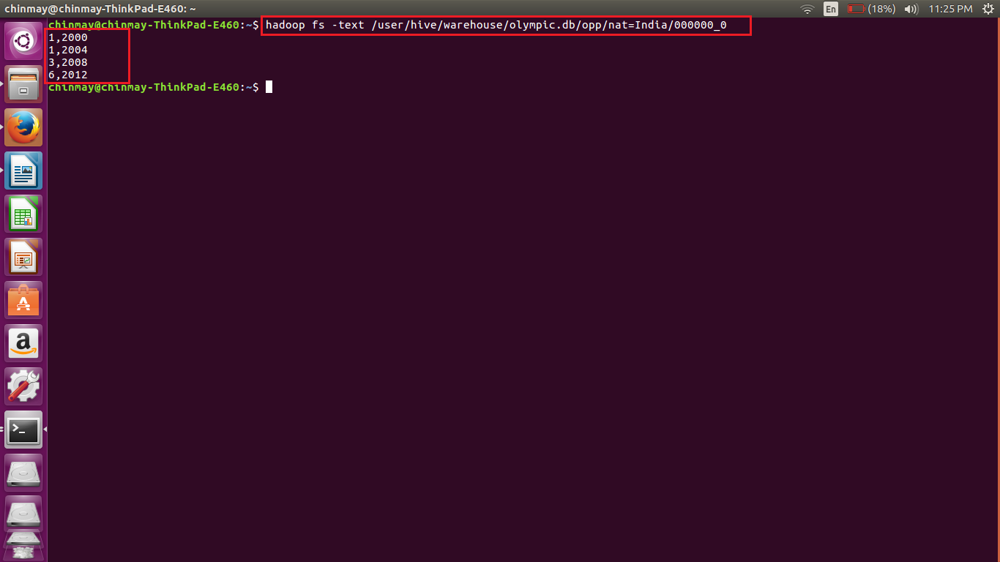 chinmay@chinmay-ThinkPad-E460: ~
En
(18%)
11:25 PM
chinmay@chinmay-ThinkPad-E460:~$ hadoop fs -text /user/hive/warehouse/olympic.db/opp/nat=India/000000_0
1,2000
1,2004
3,2008
6,2012
chinmay@chinmay-ThinkPad-E460:~$